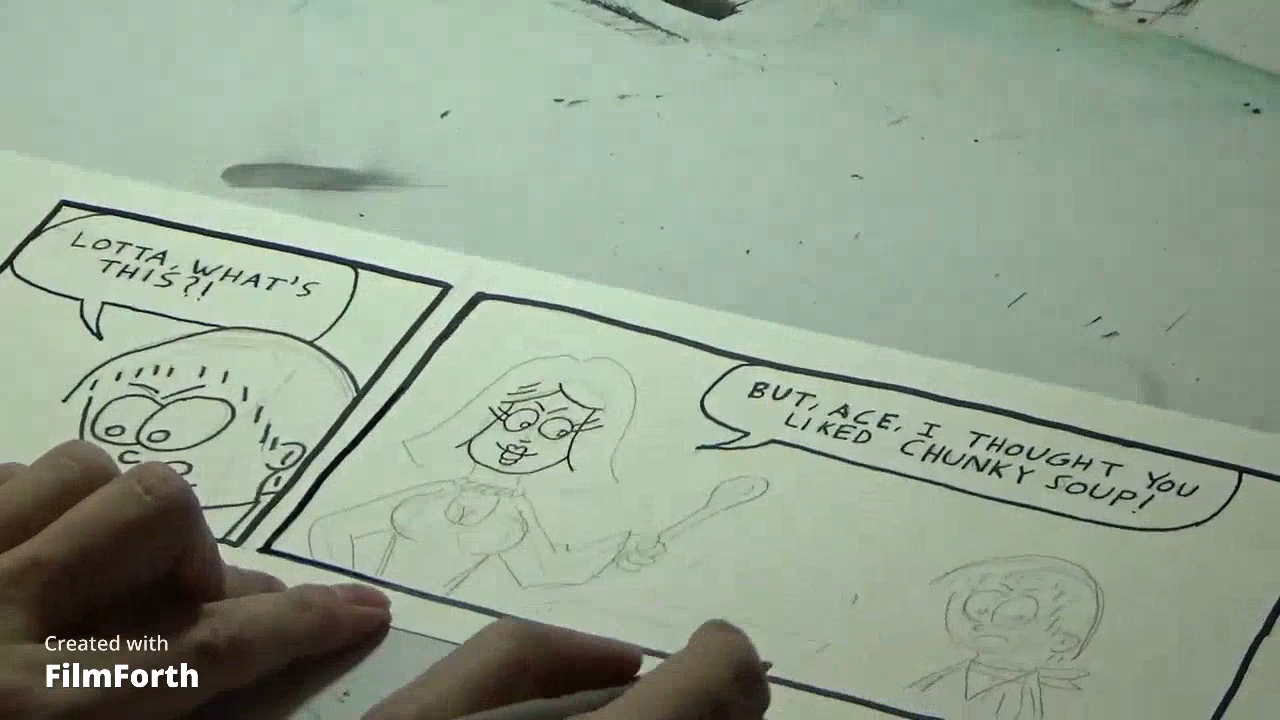 LOTTA, WHAT'S
THIS?!
BUT, ACE, I THOUGHT YOU
LIKED CHUNKY SOUP!
Created with
FilmForth